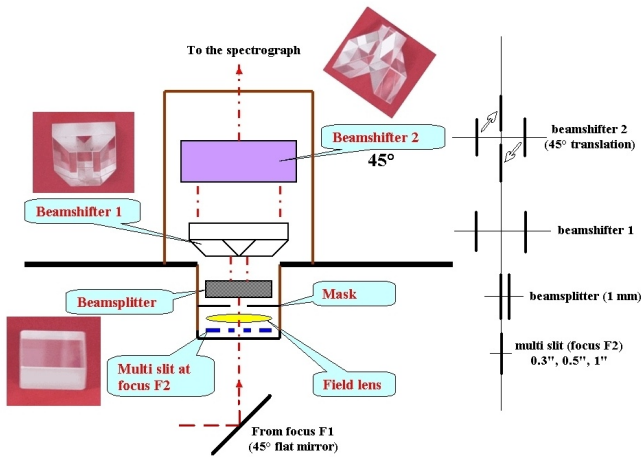 To the spectrograph
Beamshifter 2
45°
beamshifter 2
(45° translation)
Beamshifter 1
beamshifter 1
Beamsplitter
Mask
beamsplitter (1 mm)
Multi slit at
focus F2
Field lens
multi slit (focus F2)
0.3", 0.5", 1"
From focus F1
(45° flat mirror)